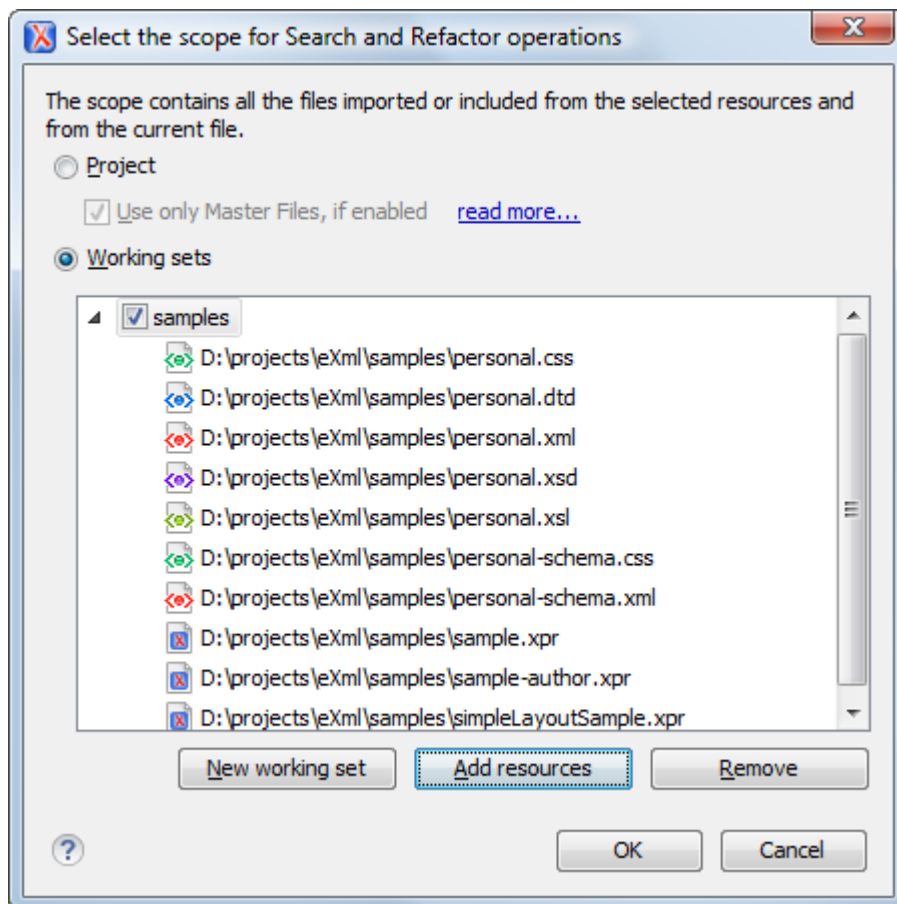 Select the scope for Search and Refactor operations
The scope contains all the files imported or included from the selected resources and
from the current file.
Project
Use only Master Files, if enabled read more...
Working sets
samples
D:\projects\eXml\samples\personal.css
D:\projects\eXml\samples\personal.dtd
D:\projects\eXml\samples\personal.xml
D:\projects\eXml\samples\personal.xsd
D:\projects\eXml\samples\personal.xsl
D:\projects\eXml\samples\personal-schema.css
D:\projects\eXml\samples\personal-schema.xml
D:\projects\eXml\samples\sample.xpr
D:\projects\eXml\samples\sample-author.xpr
D:\projects\eXml\samples\simpleLayoutSample.xpr
New working set Add resources Remove
? OK Cancel